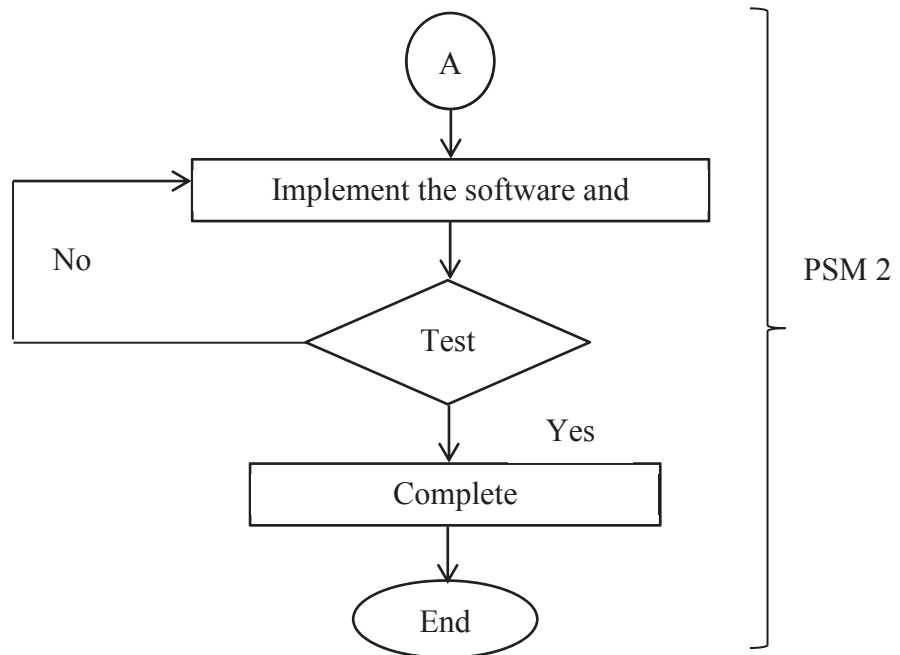 A
Implement the software and
No
PSM 2
Test
Yes
Complete
End